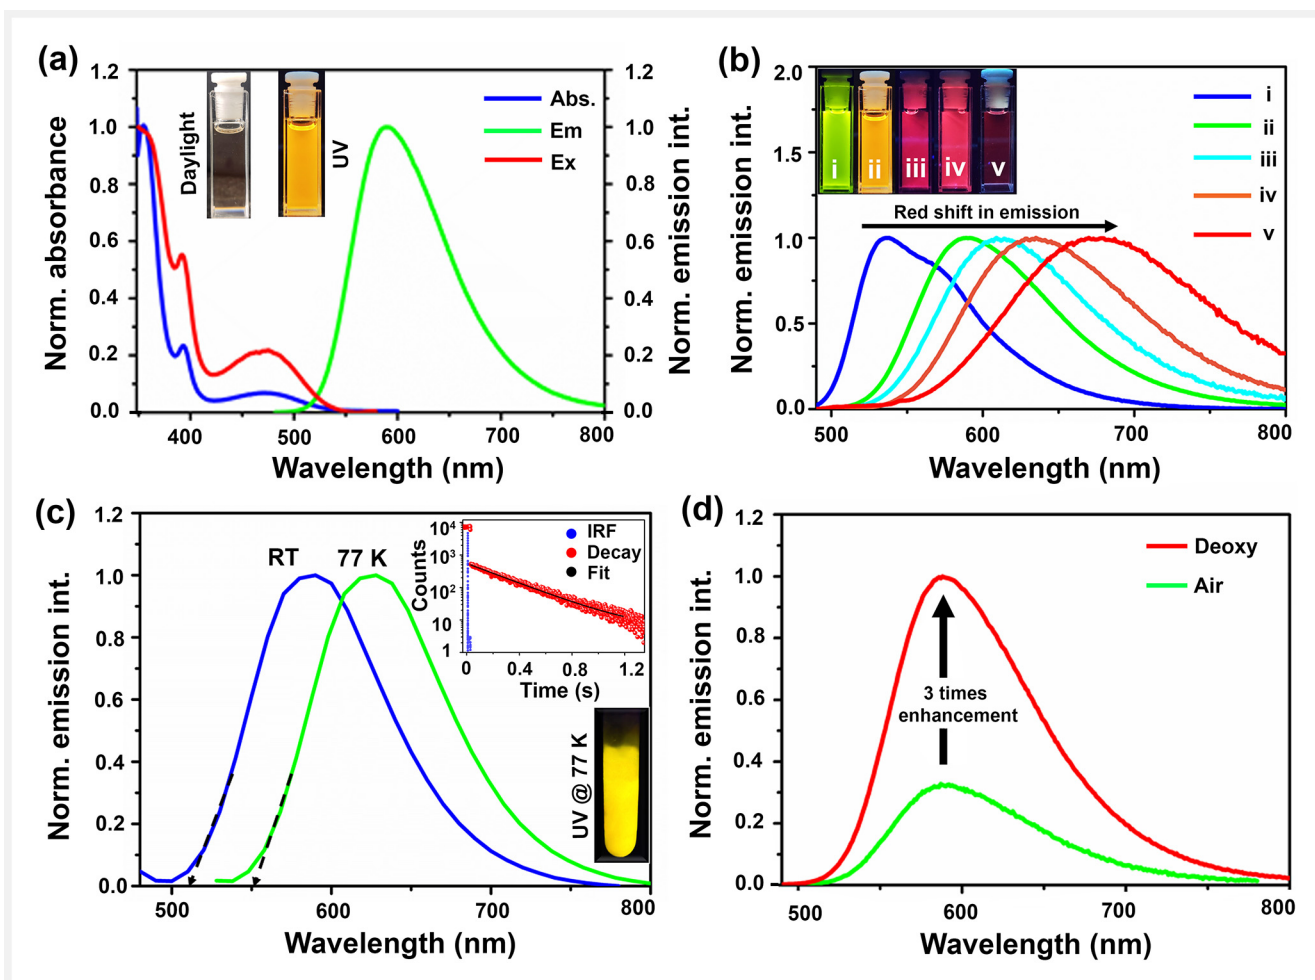 (a)
1.2
1.0
0.8
0.6
0.4
0.2
0.0
Norm. absorbance
Daylight
UV
Abs.
Em
Ex
1.2
1.0
0.8
0.6
0.4
0.2
0.0
Norm. emission int.
400
500
600
700
800
Wavelength (nm)
(b)
2.0
1.5
1.0
0.5
0.0
Norm. emission int.
i
ii
iii
iv
v
Red shift in emission
i
ii
iii
iv
v
500
600
700
800
Wavelength (nm)
(c)
1.2
1.0
0.8
0.6
0.4
0.2
0.0
Norm. emission int.
RT
77 K
10⁴
10³
10²
10
1
Counts
IRF
Decay
Fit
0
0.4
0.8
1.2
Time (s)
UV @ 77 K
500
600
700
800
Wavelength (nm)
(d)
1.2
1.0
0.8
0.6
0.4
0.2
0.0
Norm. emission int.
Deoxy
Air
3 times
enhancement
500
600
700
800
Wavelength (nm)